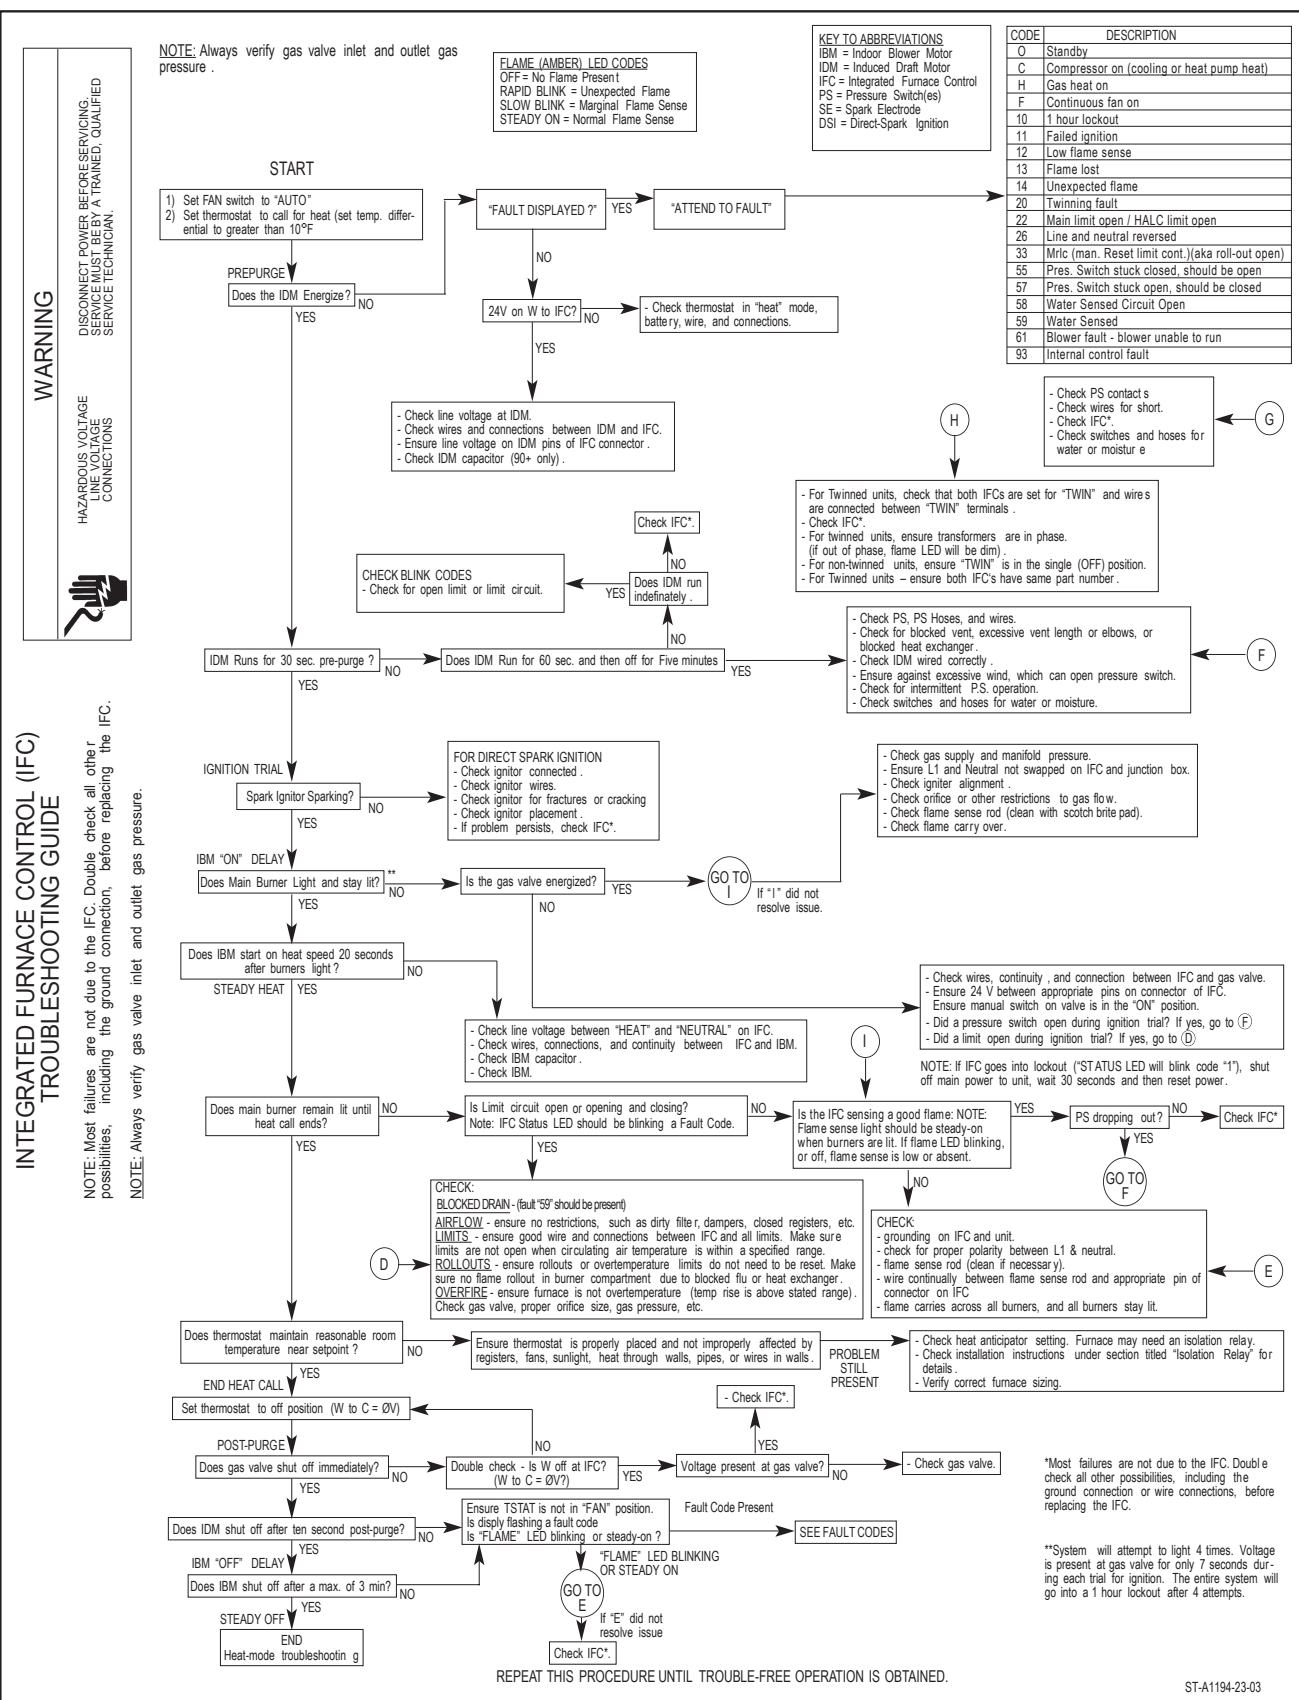 NOTE: Always verify gas valve inlet and outlet gas
pressure .
FLAME (AMBER) LED CODES
OFF = No Flame Present
RAPID BLINK = Unexpected Flame
SLOW BLINK = Marginal Flame Sense
STEADY ON = Normal Flame Sense
KEY TO ABBREVIATIONS
IBM = Indoor Blower Motor
IDM = Induced Draft Motor
IFC = Integrated Furnace Control
PS = Pressure Switch(es)
SE = Spark Electrode
DSI = Direct-Spark Ignition
CODE DESCRIPTION
O Standby
C Compressor on (cooling or heat pump heat)
H Gas heat on
F Continuous fan on
10 1 hour lockout
11 Failed ignition
12 Low flame sense
13 Flame lost
14 Unexpected flame
20 Twinning fault
22 Main limit open / HALC limit open
26 Line and neutral reversed
33 Mrlc (man. Reset limit cont.)(aka roll-out open)
55 Pres. Switch stuck closed, should be open
57 Pres. Switch stuck open, should be closed
58 Water Sensed Circuit Open
59 Water Sensed
61 Blower fault - blower unable to run
93 Internal control fault
WARNING
HAZARDOUS VOLTAGE
LINE VOLTAGE
CONNECTIONS
DISCONNECT POWER BEFORE SERVICING.
SERVICE MUST BE BY A TRAINED, QUALIFIED
SERVICE TECHNICIAN.
INTEGRATED FURNACE CONTROL (IFC)
TROUBLESHOOTING GUIDE
NOTE: Most failures are not due to the IFC. Double check all other
possibilities, including the ground connection, before replacing the IFC.
NOTE: Always verify gas valve inlet and outlet gas pressure.
START
1) Set FAN switch to “AUTO”
2) Set thermostat to call for heat (set temp. differ-
ential to greater than 10°F
“FAULT DISPLAYED ?”
YES
“ATTEND TO FAULT”
NO
PREPURGE
Does the IDM Energize?
NO
YES
24V on W to IFC?
NO
- Check thermostat in “heat” mode,
battery, wire, and connections.
YES
- Check line voltage at IDM.
- Check wires and connections between IDM and IFC.
- Ensure line voltage on IDM pins of IFC connector .
- Check IDM capacitor (90+ only) .
- Check PS contacts
- Check wires for short.
- Check IFC*.
- Check switches and hoses for
water or moisture
G
H
- For Twinned units, check that both IFCs are set for “TWIN” and wires
are connected between “TWIN” terminals .
- Check IFC*.
- For twinned units, ensure transformers are in phase.
(if out of phase, flame LED will be dim) .
- For non-twinned units, ensure “TWIN” is in the single (OFF) position.
- For Twinned units – ensure both IFC's have same part number .
Check IFC*.
NO
CHECK BLINK CODES
- Check for open limit or limit circuit.
YES
Does IDM run
indefinately .
NO
IDM Runs for 30 sec. pre-purge ?
NO
Does IDM Run for 60 sec. and then off for Five minutes
YES
YES
- Check PS, PS Hoses, and wires.
- Check for blocked vent, excessive vent length or elbows, or
blocked heat exchanger.
- Check IDM wired correctly .
- Ensure against excessive wind, which can open pressure switch.
- Check for intermittent P.S. operation.
- Check switches and hoses for water or moisture.
F
IGNITION TRIAL
Spark Ignitor Sparking?
NO
YES
FOR DIRECT SPARK IGNITION
- Check ignitor connected .
- Check ignitor wires.
- Check ignitor for fractures or cracking
- Check ignitor placement .
- If problem persists, check IFC*.
- Check gas supply and manifold pressure.
- Ensure L1 and Neutral not swapped on IFC and junction box.
- Check igniter alignment .
- Check orifice or other restrictions to gas flow.
- Check flame sense rod (clean with scotch brite pad).
- Check flame carry over.
IBM “ON” DELAY
Does Main Burner Light and stay lit?
**
NO
YES
Is the gas valve energized?
YES
NO
GO TO
I
If “I” did not
resolve issue.
Does IBM start on heat speed 20 seconds
after burners light ?
NO
STEADY HEAT YES
- Check line voltage between “HEAT” and “NEUTRAL” on IFC.
- Check wires, connections, and continuity between IFC and IBM.
- Check IBM capacitor .
- Check IBM.
- Check wires, continuity , and connection between IFC and gas valve.
- Ensure 24 V between appropriate pins on connector of IFC.
Ensure manual switch on valve is in the “ON” position.
- Did a pressure switch open during ignition trial? If yes, go to F
- Did a limit open during ignition trial? If yes, go to D
I
NOTE: If IFC goes into lockout (“STATUS LED will blink code “1”), shut
off main power to unit, wait 30 seconds and then reset power.
Does main burner remain lit until
heat call ends?
NO
YES
Is Limit circuit open or opening and closing?
Note: IFC Status LED should be blinking a Fault Code.
NO
YES
Is the IFC sensing a good flame: NOTE:
Flame sense light should be steady-on
when burners are lit. If flame LED blinking,
or off, flame sense is low or absent.
YES
NO
PS dropping out?
NO
Check IFC*
YES
GO TO
F
D
CHECK:
BLOCKED DRAIN - (fault “59” should be present)
AIRFLOW - ensure no restrictions, such as dirty filter, dampers, closed registers, etc.
LIMITS - ensure good wire and connections between IFC and all limits. Make sure
limits are not open when circulating air temperature is within a specified range.
ROLLOUTS - ensure rollouts or overtemperature limits do not need to be reset. Make
sure no flame rollout in burner compartment due to blocked flu or heat exchanger.
OVERFIRE - ensure furnace is not overtemperature (temp rise is above stated range) .
Check gas valve, proper orifice size, gas pressure, etc.
CHECK:
- grounding on IFC and unit.
- check for proper polarity between L1 & neutral.
- flame sense rod (clean if necessary).
- wire continually between flame sense rod and appropriate pin of
connector on IFC
- flame carries across all burners, and all burners stay lit.
E
Does thermostat maintain reasonable room
temperature near setpoint ?
NO
YES
Ensure thermostat is properly placed and not improperly affected by
registers, fans, sunlight, heat through walls, pipes, or wires in walls .
PROBLEM
STILL
PRESENT
- Check heat anticipator setting. Furnace may need an isolation relay.
- Check installation instructions under section titled “Isolation Relay” for
details .
- Verify correct furnace sizing.
END HEAT CALL
Set thermostat to off position (W to C = ØV)
- Check IFC*.
POST-PURGE
NO
YES
Does gas valve shut off immediately?
NO
YES
Double check - Is W off at IFC?
(W to C = ØV?)
YES
Voltage present at gas valve?
NO
- Check gas valve.
Does IDM shut off after ten second post-purge?
NO
YES
Ensure TSTAT is not in “FAN” position.
Is disply flashing a fault code
Is “FLAME” LED blinking or steady-on ?
Fault Code Present
SEE FAULT CODES
“FLAME” LED BLINKING
OR STEADY ON
IBM “OFF” DELAY
Does IBM shut off after a max. of 3 min?
NO
YES
GO TO
E
If “E” did not
resolve issue
Check IFC*.
STEADY OFF
END
Heat-mode troubleshootin g
*Most failures are not due to the IFC. Double
check all other possibilities, including the
ground connection or wire connections, before
replacing the IFC.
**System will attempt to light 4 times. Voltage
is present at gas valve for only 7 seconds dur-
ing each trial for ignition. The entire system will
go into a 1 hour lockout after 4 attempts.
REPEAT THIS PROCEDURE UNTIL TROUBLE-FREE OPERATION IS OBTAINED.
ST-A1194-23-03